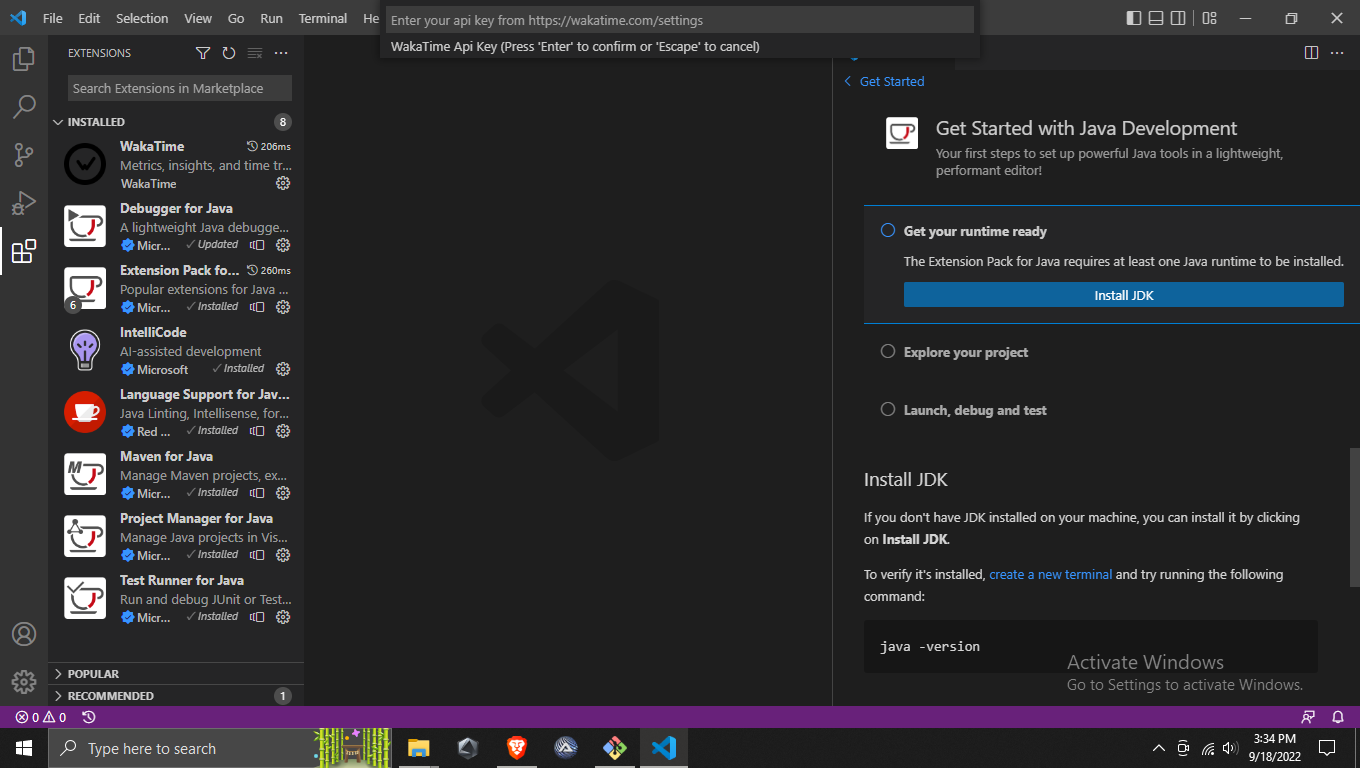 File Edit Selection View Go Run Terminal He
Enter your api key from https://wakatime.com/settings
WakaTime Api Key (Press 'Enter' to confirm or 'Escape' to cancel)
EXTENSIONS
Search Extensions in Marketplace
INSTALLED 8
WakaTime 206ms
Metrics, insights, and time tr...
WakaTime
Debugger for Java
A lightweight Java debugge...
Micr... Updated
Extension Pack fo... 260ms
Popular extensions for Java ...
6 Micr... Installed
IntelliCode
AI-assisted development
Microsoft Installed
Language Support for Jav...
Java Linting, Intellisense, for...
Red ... Installed
Maven for Java
Manage Maven projects, ex...
Micr... Installed
Project Manager for Java
Manage Java projects in Vis...
Micr... Installed
Test Runner for Java
Run and debug JUnit or Test...
Micr... Installed
POPULAR
RECOMMENDED 1
Get Started
Get Started with Java Development
Your first steps to set up powerful Java tools in a lightweight,
performant editor!
Get your runtime ready
The Extension Pack for Java requires at least one Java runtime to be installed.
Install JDK
Explore your project
Launch, debug and test
Install JDK
If you don't have JDK installed on your machine, you can install it by clicking
on Install JDK.
To verify it's installed, create a new terminal and try running the following
command:
java -version
Activate Windows
Go to Settings to activate Windows.
0 0
Type here to search
3:34 PM
9/18/2022